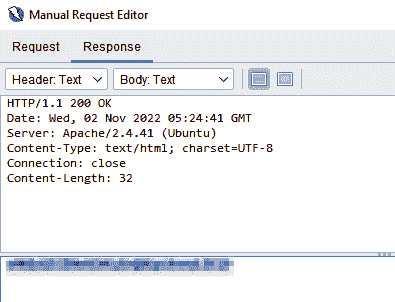 Manual Request Editor
Request Response
Header: Text Body: Text
HTTP/1.1 200 OK
Date: Wed, 02 Nov 2022 05:24:41 GMT
Server: Apache/2.4.41 (Ubuntu)
Content-Type: text/html; charset=UTF-8
Connection: close
Content-Length: 32